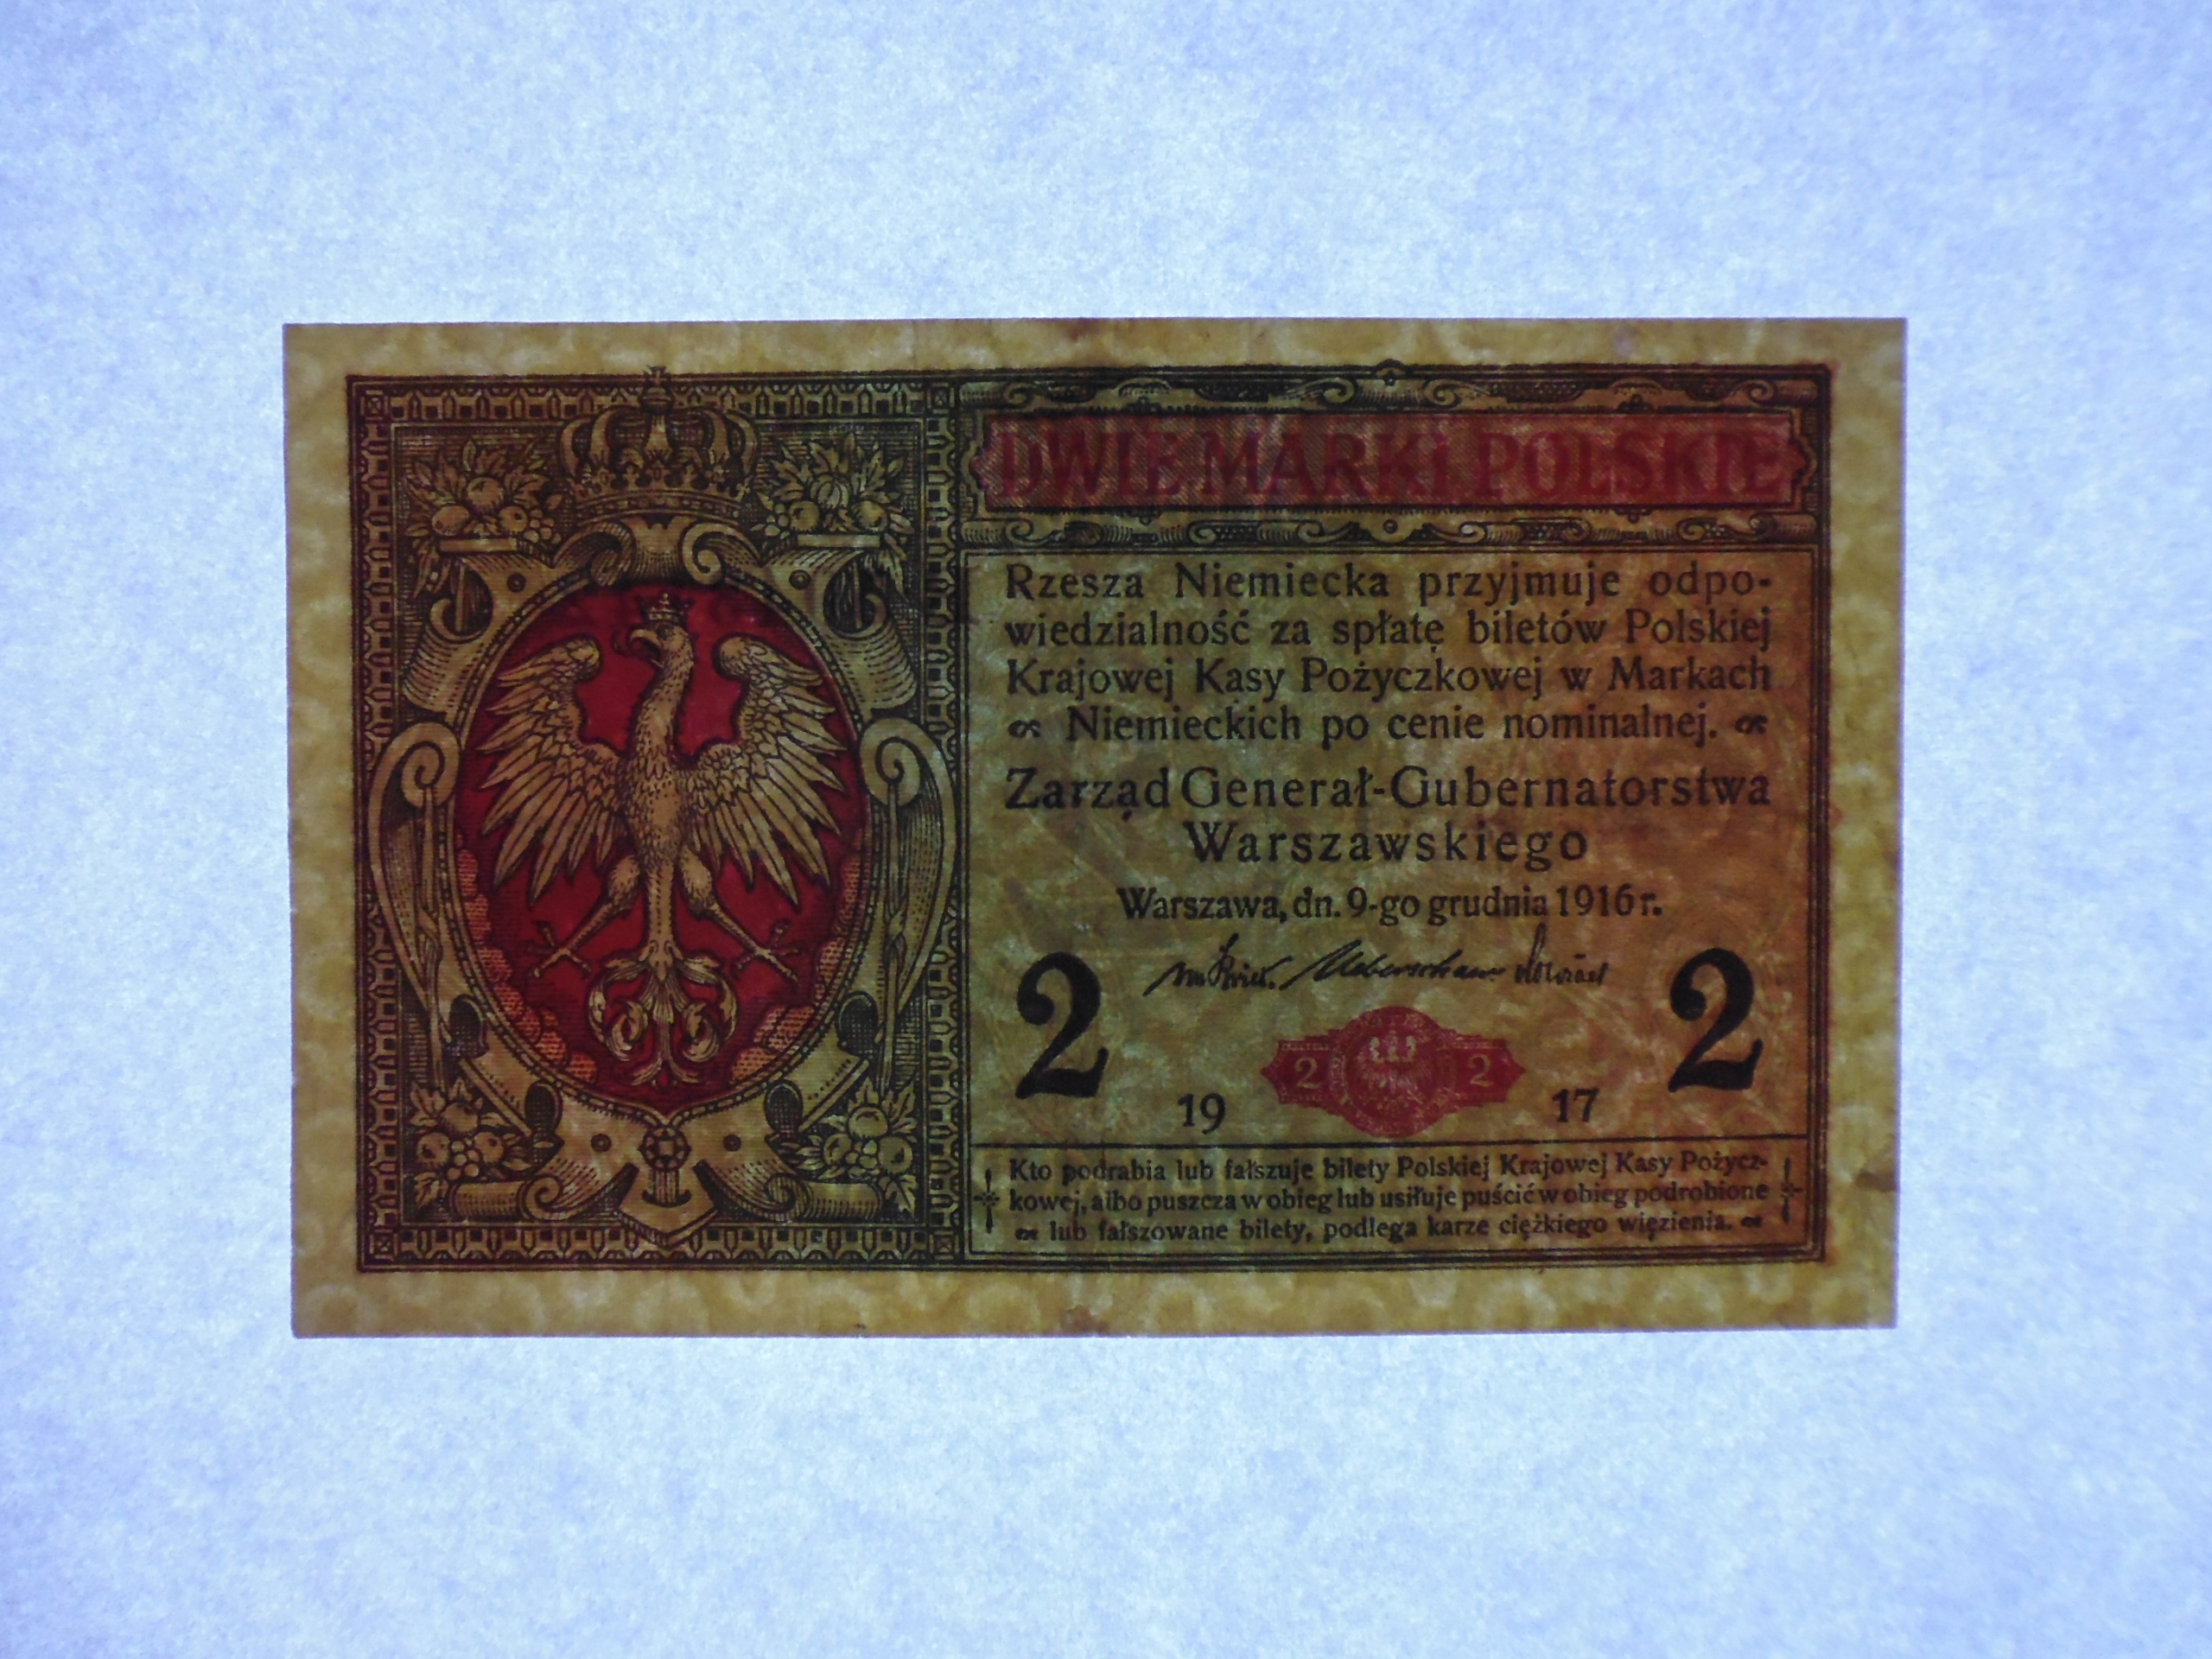 DWIE MARKI POLSKIE
Rzesza Niemiecka przyjmuje odpo-
wiedzialność za spłatę biletów Polskiej
Krajowej Kasy Pożyczkowej w Markach
Niemieckich po cenie nominalnej.
Zarząd Generał-Gubernatorstwa
Warszawskiego
Warszawa, dn. 9-go grudnia 1916 r.
2 2
2 2
19 17
Kto podrabia lub fałszuje bilety Polskiej Krajowej Kasy Pożycz-
kowej, albo puszcza w obieg lub usiłuje puścić w obieg podrobione
lub fałszowane bilety, podlega karze ciężkiego więzienia.